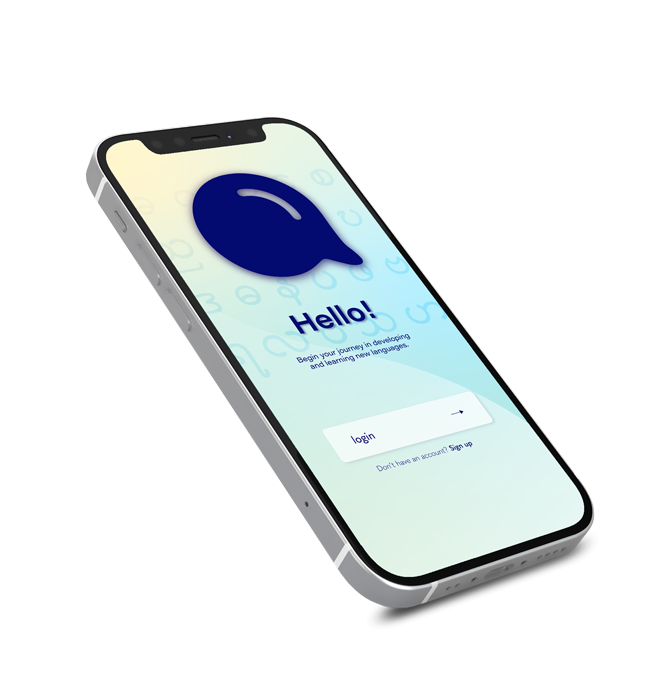 Hello!
Begin your journey in developing
and learning new languages.
login
Don't have an account? Sign up